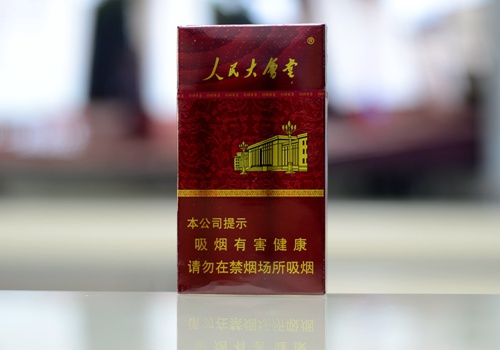 人民大會堂®
本公司提示
吸烟有害健康
请勿在禁烟场所吸烟